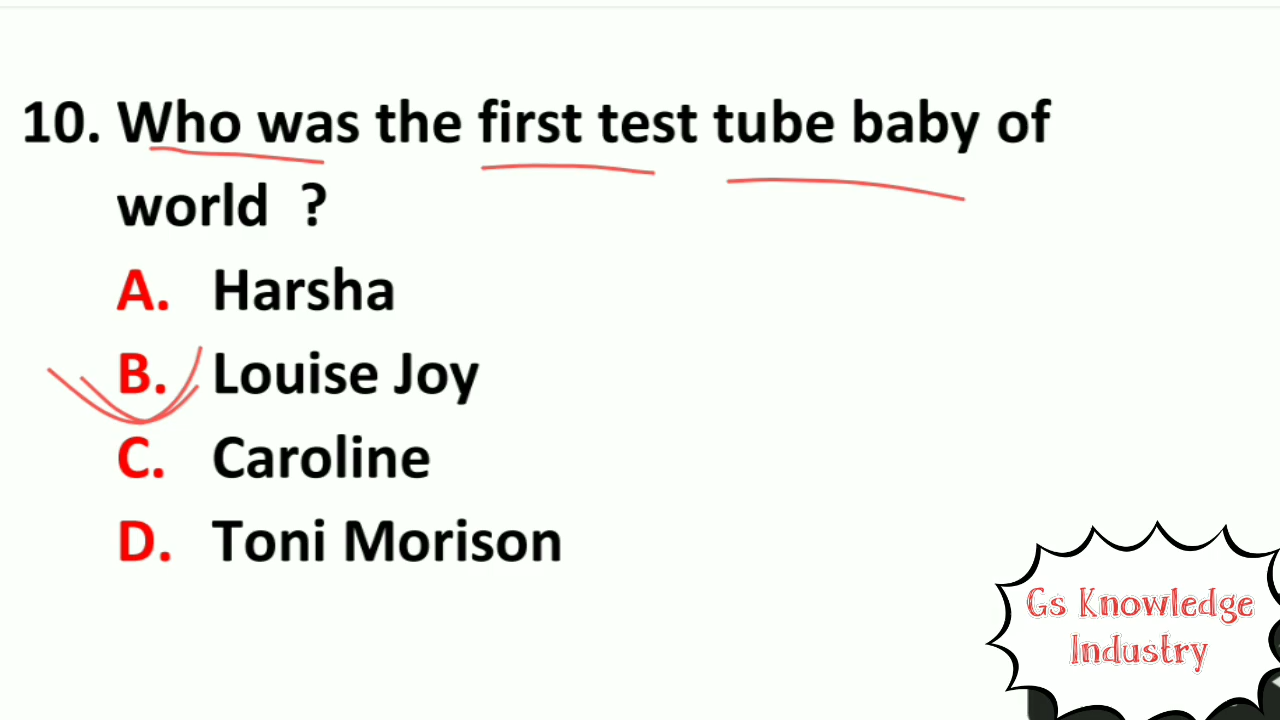 10. Who was the first test tube baby of
world ?
A. Harsha
B. Louise Joy
C. Caroline
D. Toni Morison
Gs Knowledge
Industry